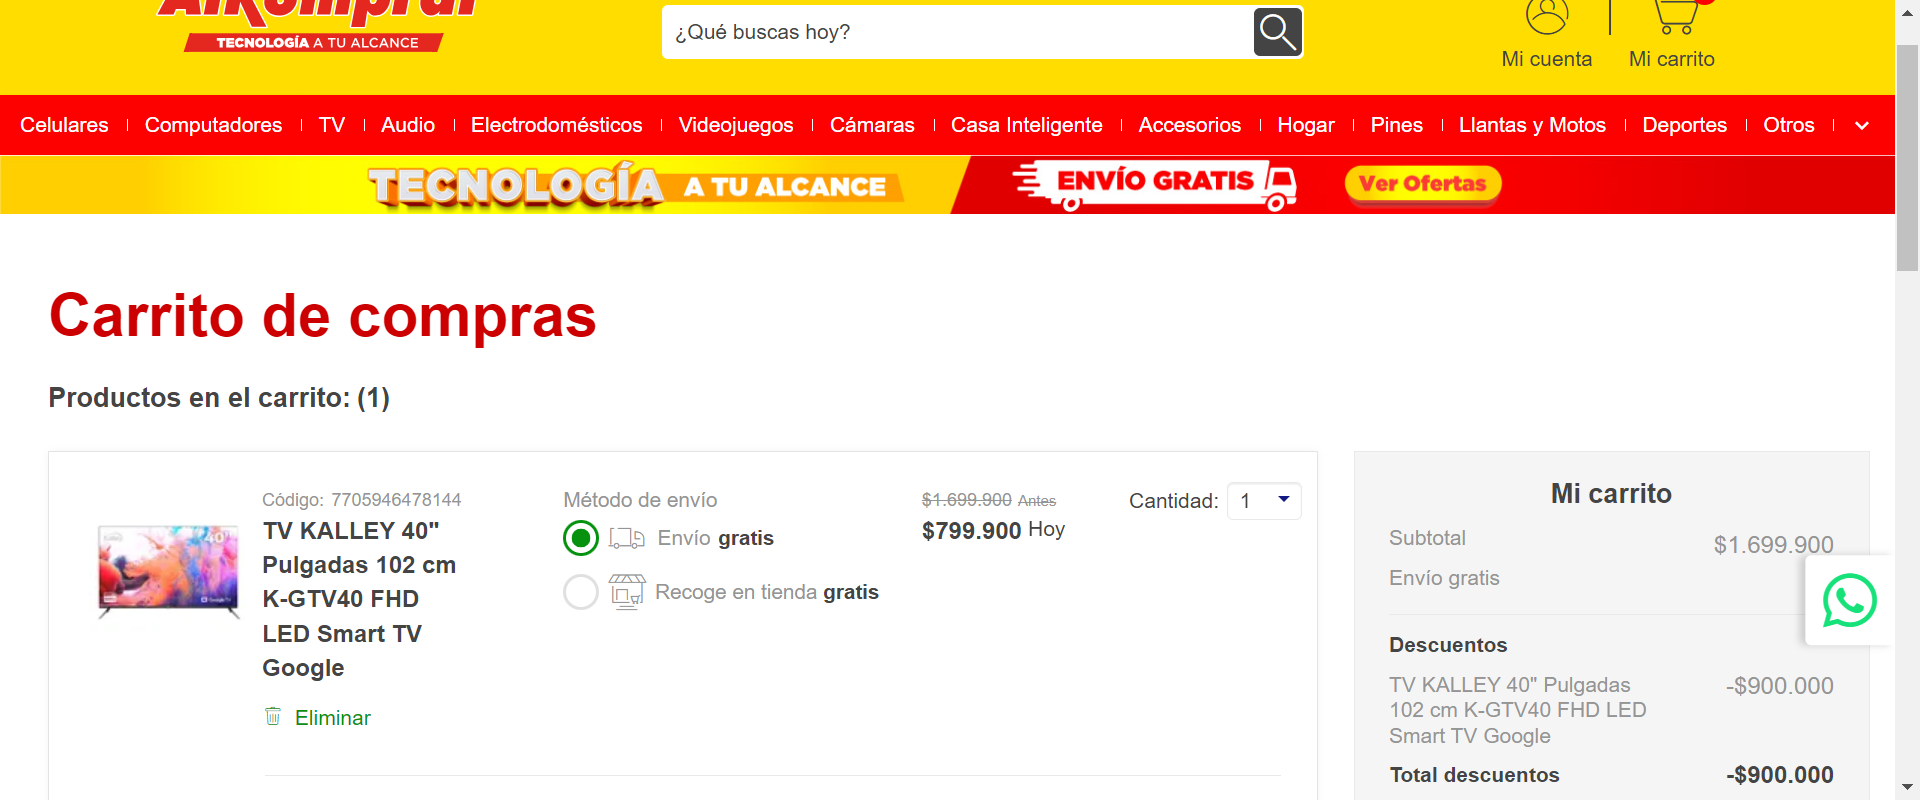 Alkomprar
TECNOLOGÍA A TU ALCANCE
¿Qué buscas hoy?
Mi cuenta
Mi carrito
Celulares
Computadores
TV
Audio
Electrodomésticos
Videojuegos
Cámaras
Casa Inteligente
Accesorios
Hogar
Pines
Llantas y Motos
Deportes
Otros
TECNOLOGÍA A TU ALCANCE
ENVÍO GRATIS
Ver Ofertas
Carrito de compras
Productos en el carrito: (1)
Código: 7705946478144
TV KALLEY 40"
Pulgadas 102 cm
K-GTV40 FHD
LED Smart TV
Google
Eliminar
Método de envío
Envío gratis
Recoge en tienda gratis
$1.699.900 Antes
$799.900 Hoy
Cantidad: 1
Mi carrito
Subtotal $1.699.900
Envío gratis
Descuentos
TV KALLEY 40" Pulgadas -$900.000
102 cm K-GTV40 FHD LED
Smart TV Google
Total descuentos -$900.000